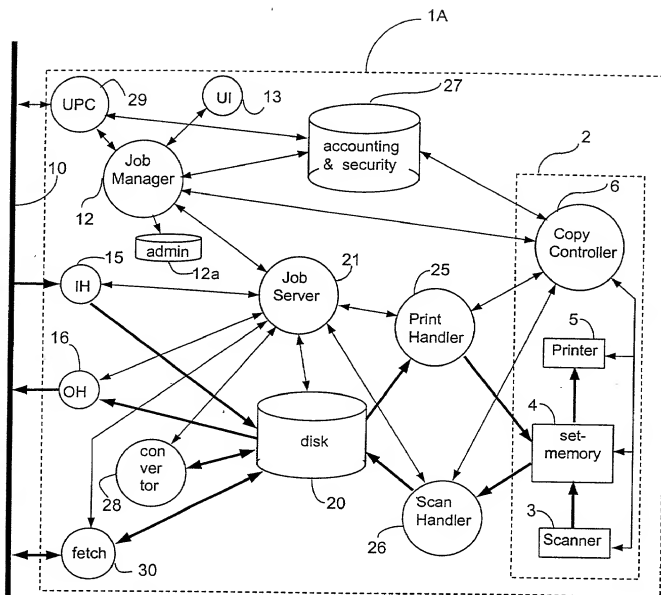 1A
UPC
29
UI
13
27
accounting
& security
2
10
12
Job
Manager
6
admin
12a
Copy
Controller
15
IH
21
Job
Server
25
Print
Handler
5
Printer
16
OH
4
set-
memory
disk
20
con
ver
tor
28
Scan
Handler
26
3
Scanner
fetch
30